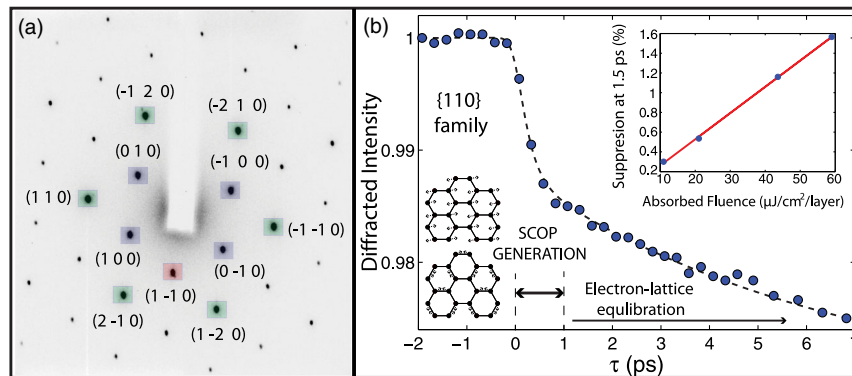 (a)
(-1 2 0)
(-2 1 0)
(0 1 0)
(-1 0 0)
(1 1 0)
(-1 -1 0)
(1 0 0)
(0 -1 0)
(1 -1 0)
(2 -1 0)
(1 -2 0)
(b)
Diffracted Intensity
1
0.99
0.98
{110}
family
SCOP
GENERATION
Electron-lattice
equlibration
−2 −1 0 1 2 3 4 5 6 7
τ (ps)
Suppresion at 1.5 ps (%)
1.6
1.4
1.2
1
0.8
0.6
0.4
0.2
10 20 30 40 50 60
Absorbed Fluence (μJ/cm²/layer)